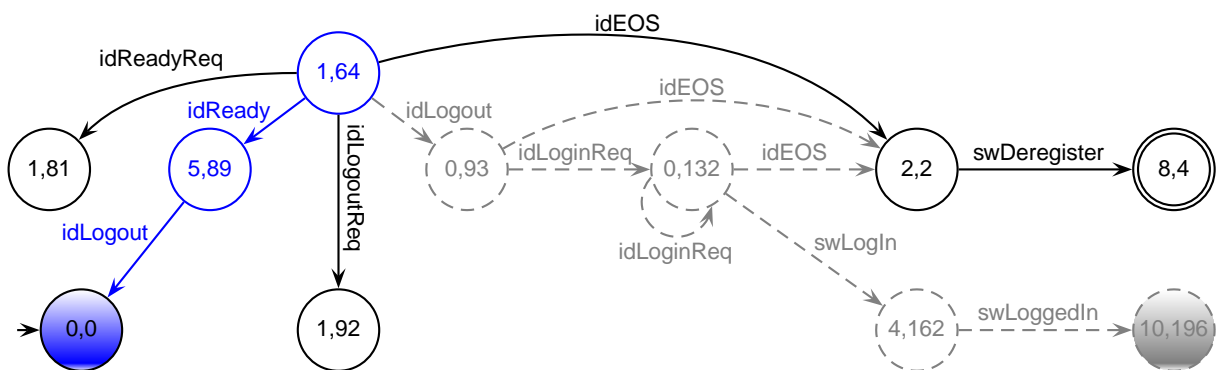 idEOS
idReadyReq
1,64
idEOS
idReady
idLogout
idLogoutReq
1,81
5,89
0,93
idLoginReq
0,132
idEOS
2,2
swDeregister
8,4
idLogout
idLoginReq
swLogIn
0,0
1,92
4,162
swLoggedIn
10,196